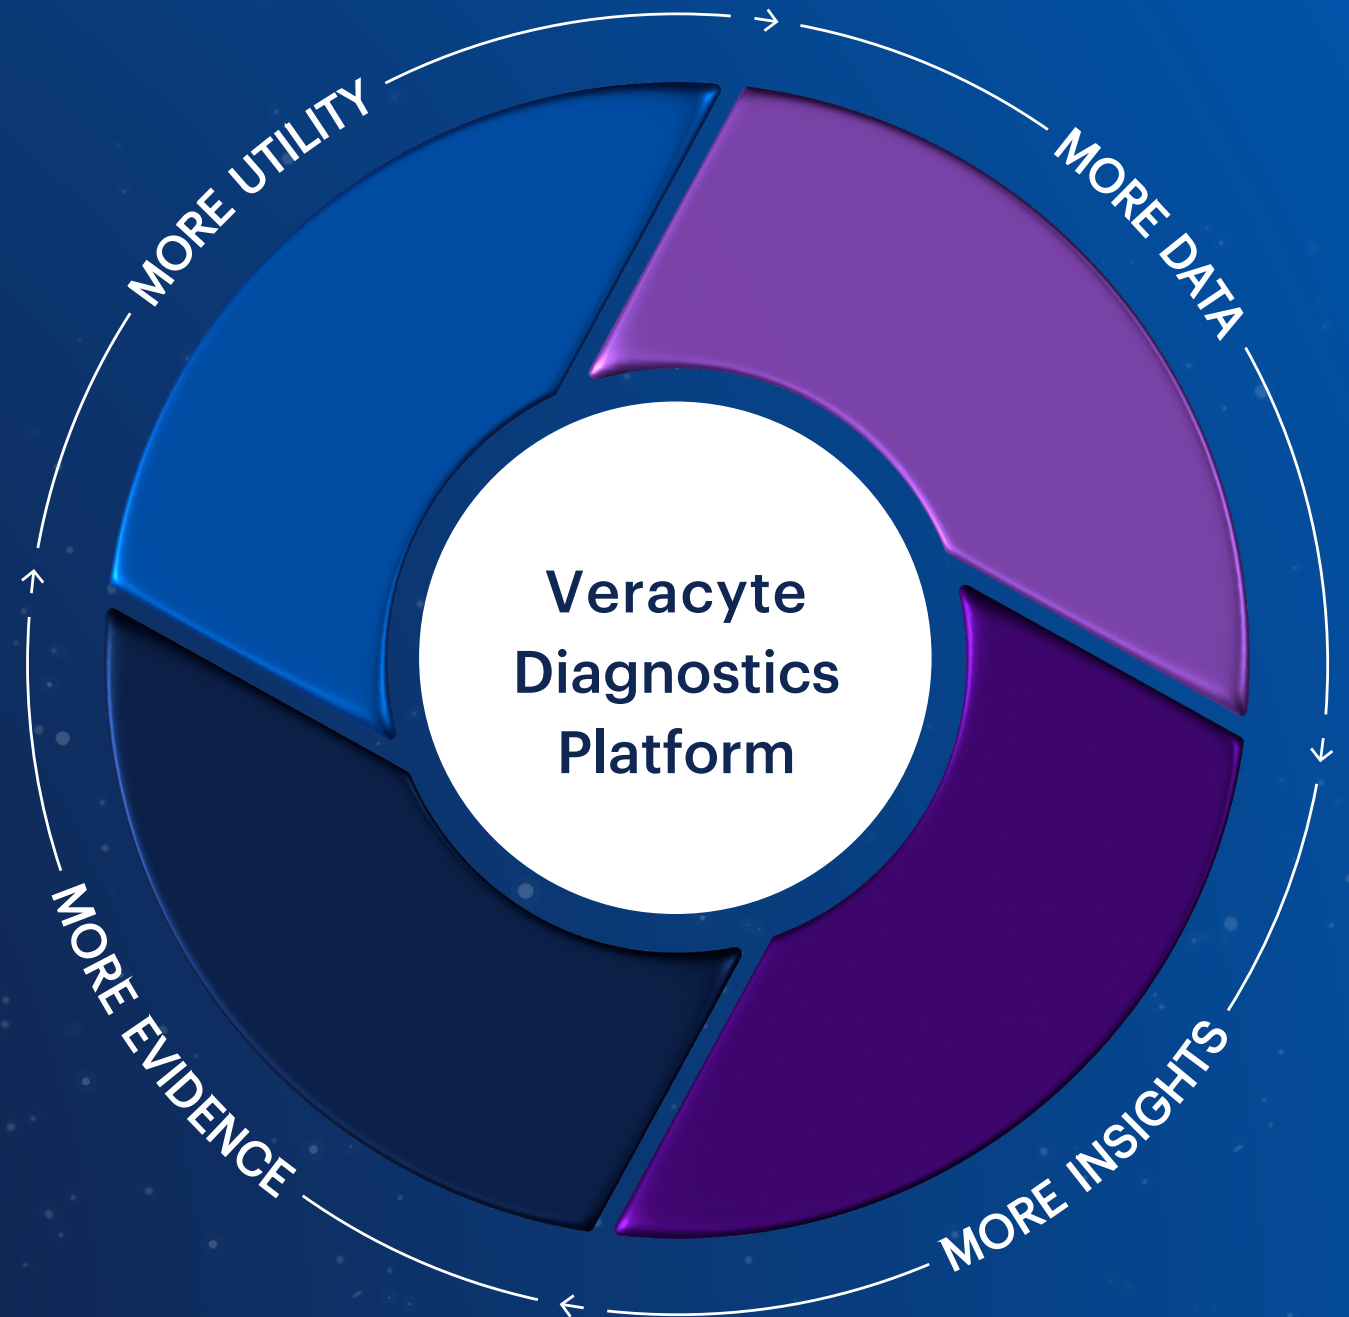 MORE UTILITY
MORE DATA
Veracyte
Diagnostics
Platform
MORE EVIDENCE
MORE INSIGHTS